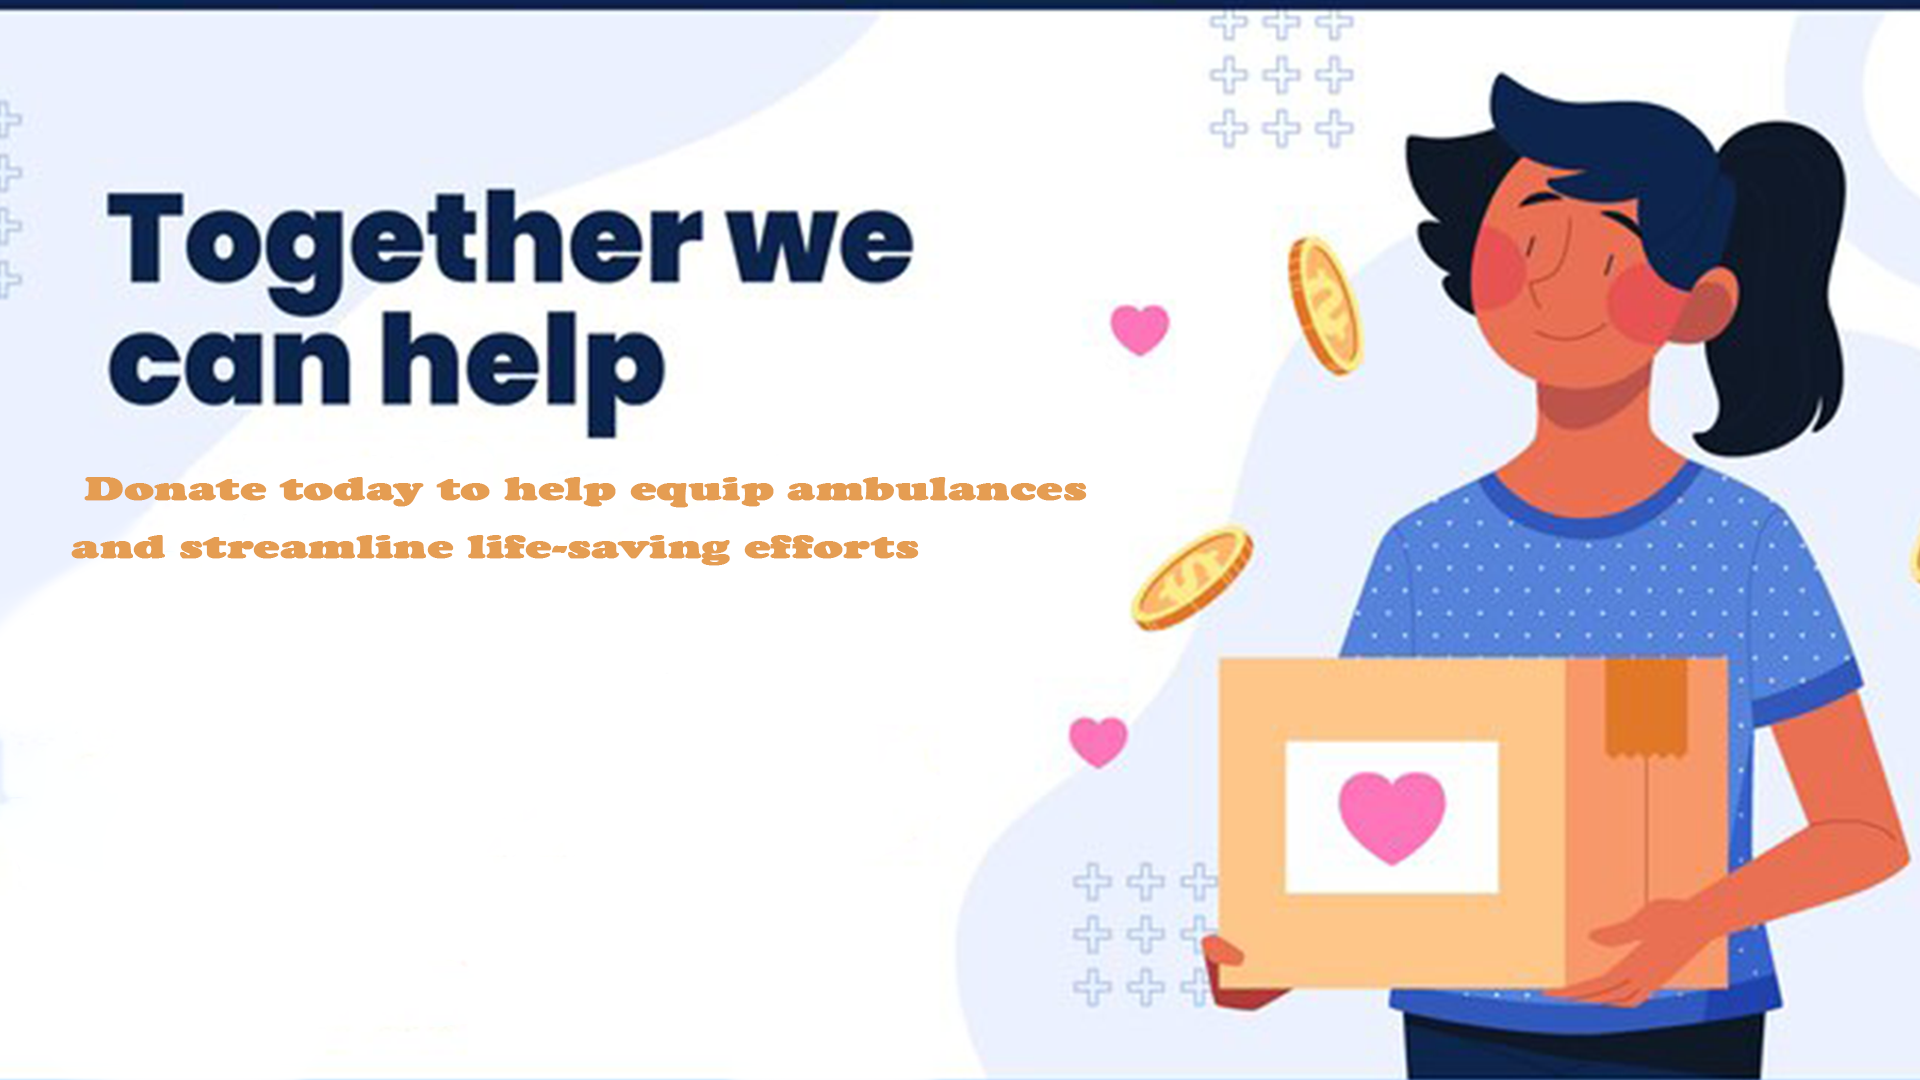 Together we
can help
Donate today to help equip ambulances
and streamline life-saving efforts